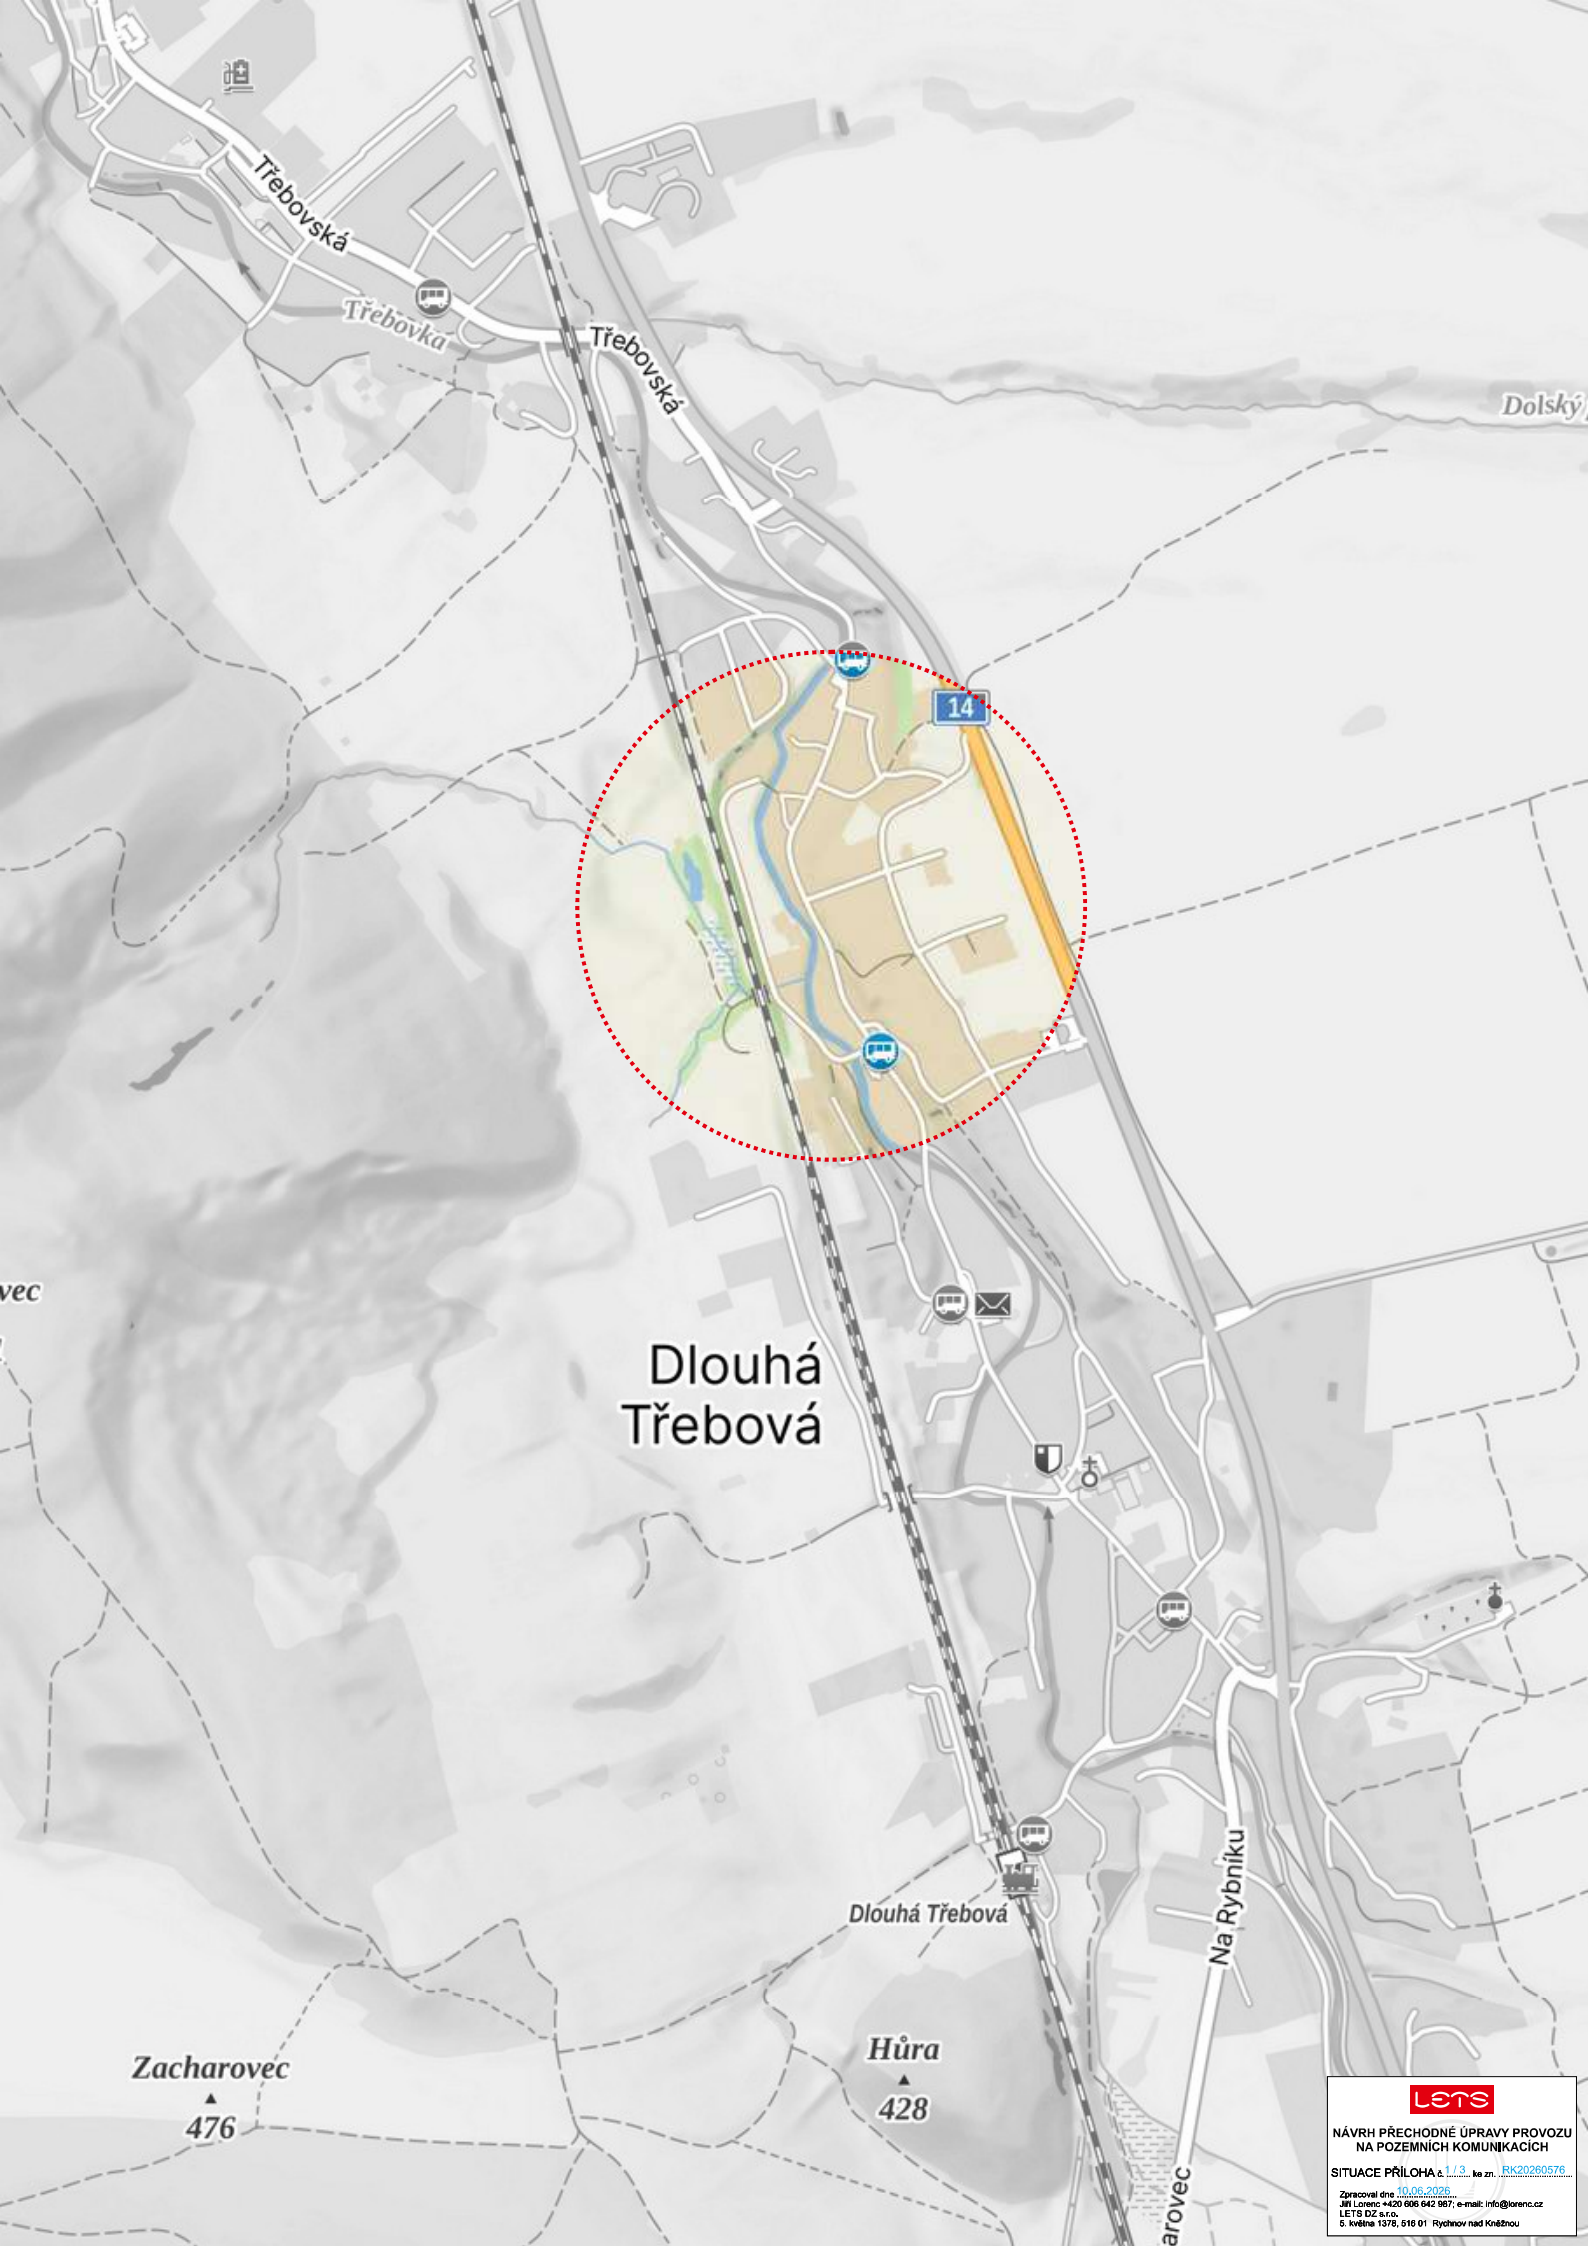 Třebovská
Třebovka
Třebovská
Dolský
14
vec
Dlouhá
Třebová
Dlouhá Třebová
Na Rybníku
Zacharovec
476
Hůra
428
arovec
LETS
NÁVRH PŘECHODNÉ ÚPRAVY PROVOZU
NA POZEMNÍCH KOMUNIKACÍCH
SITUACE PŘÍLOHA č. 1 / 3 ke zn. RK20260576
Zpracoval dne 10.06.2026
Jiří Lorenc +420 606 642 987; e-mail: info@lorenc.cz
LETS DZ s.r.o.
5. května 1378, 516 01 Rychnov nad Kněžnou